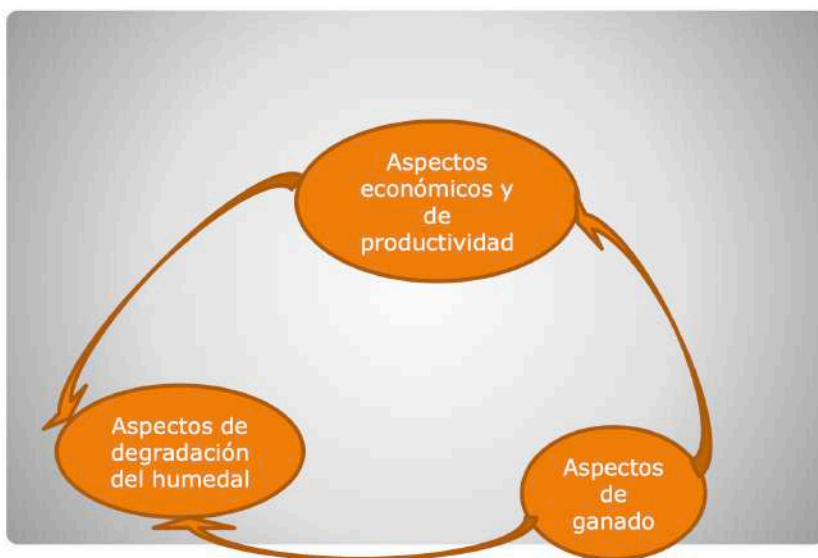 Aspectos
económicos y
de
productividad
Aspectos de
degradación
del humedal
Aspectos
de
ganado